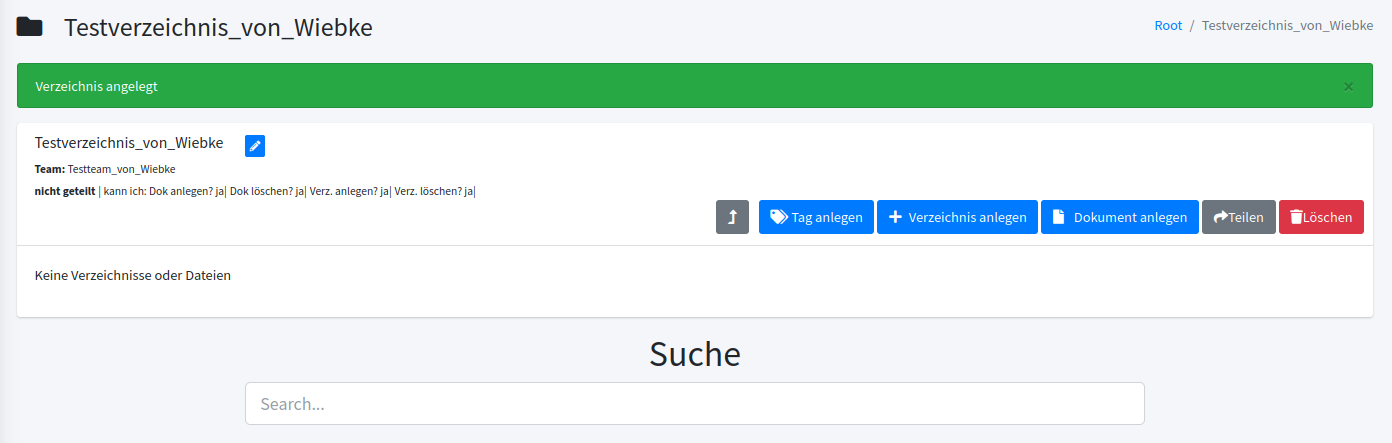 Testverzeichnis_von_Wiebke
Root / Testverzeichnis_von_Wiebke
Verzeichnis angelegt ×
Testverzeichnis_von_Wiebke
Team: Testteam_von_Wiebke
nicht geteilt | kann ich: Dok anlegen? ja| Dok löschen? ja| Verz. anlegen? ja| Verz. löschen? ja|
Tag anlegen Verzeichnis anlegen Dokument anlegen Teilen Löschen
Keine Verzeichnisse oder Dateien
Suche
Search...